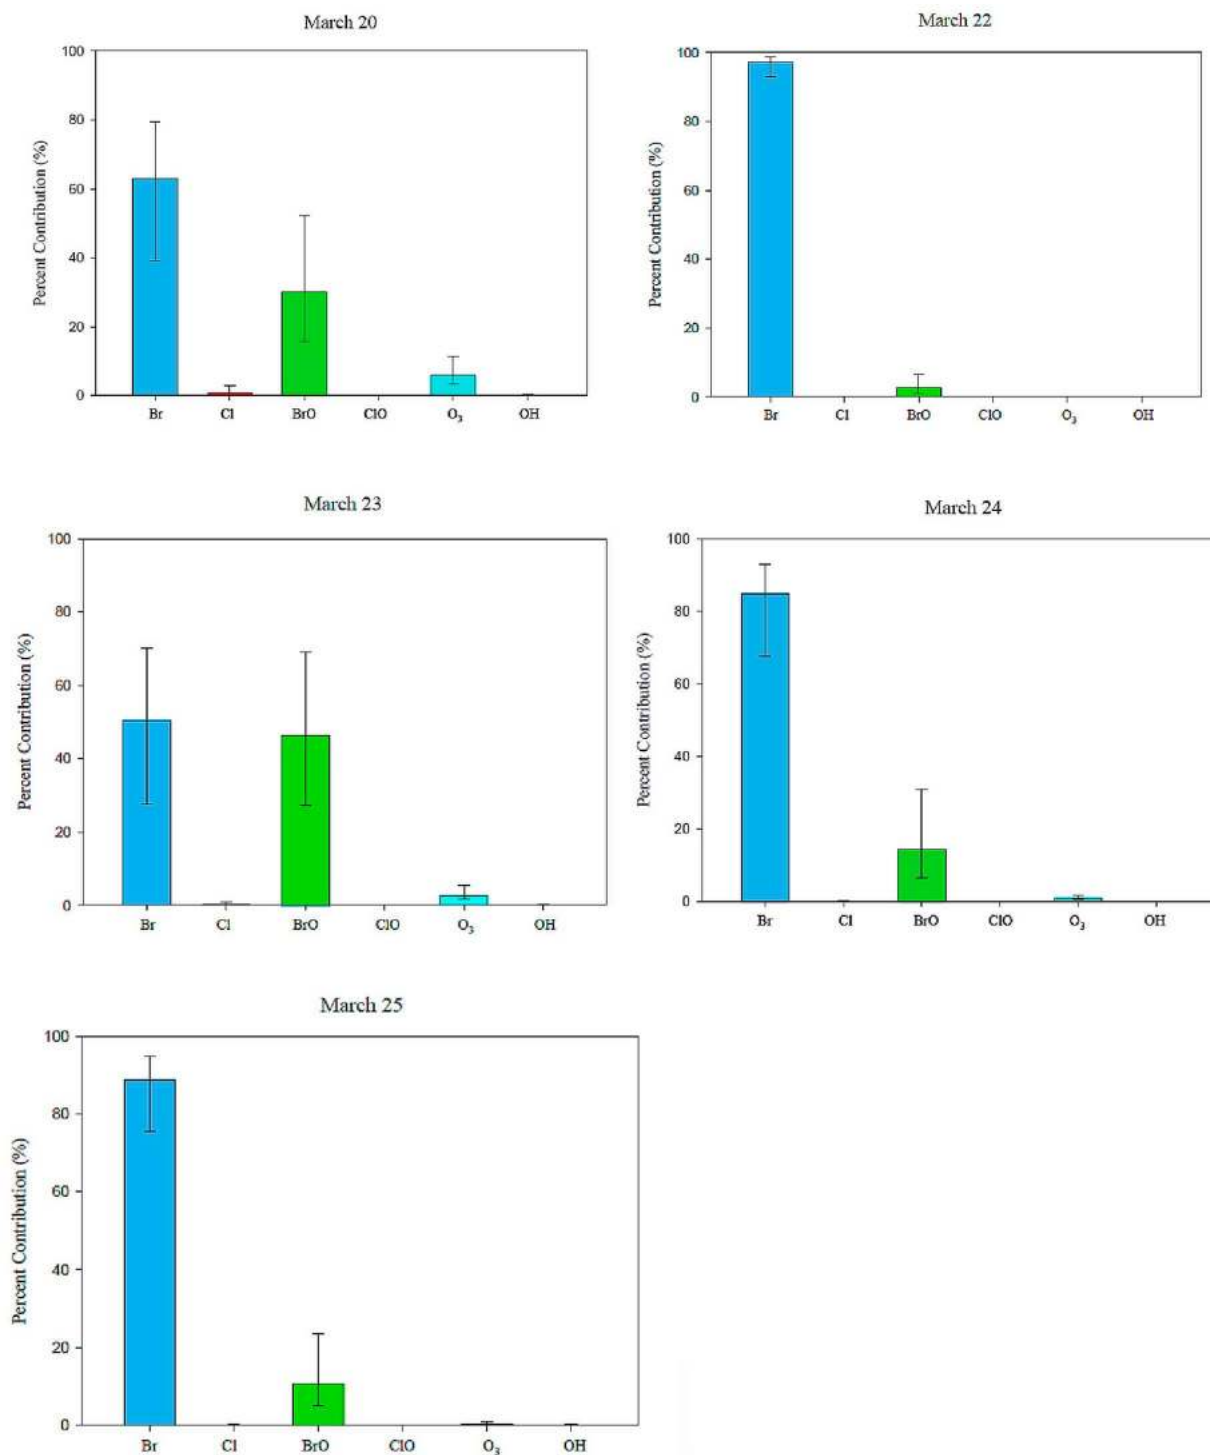 March 20
Percent Contribution (%)
100
80
60
40
20
0
Br Cl BrO ClO O₃ OH
March 22
Percent Contribution (%)
100
80
60
40
20
0
Br Cl BrO ClO O₃ OH
March 23
Percent Contribution (%)
100
80
60
40
20
0
Br Cl BrO ClO O₃ OH
March 24
Percent Contribution (%)
100
80
60
40
20
0
Br Cl BrO ClO O₃ OH
March 25
Percent Contribution (%)
100
80
60
40
20
0
Br Cl BrO ClO O₃ OH